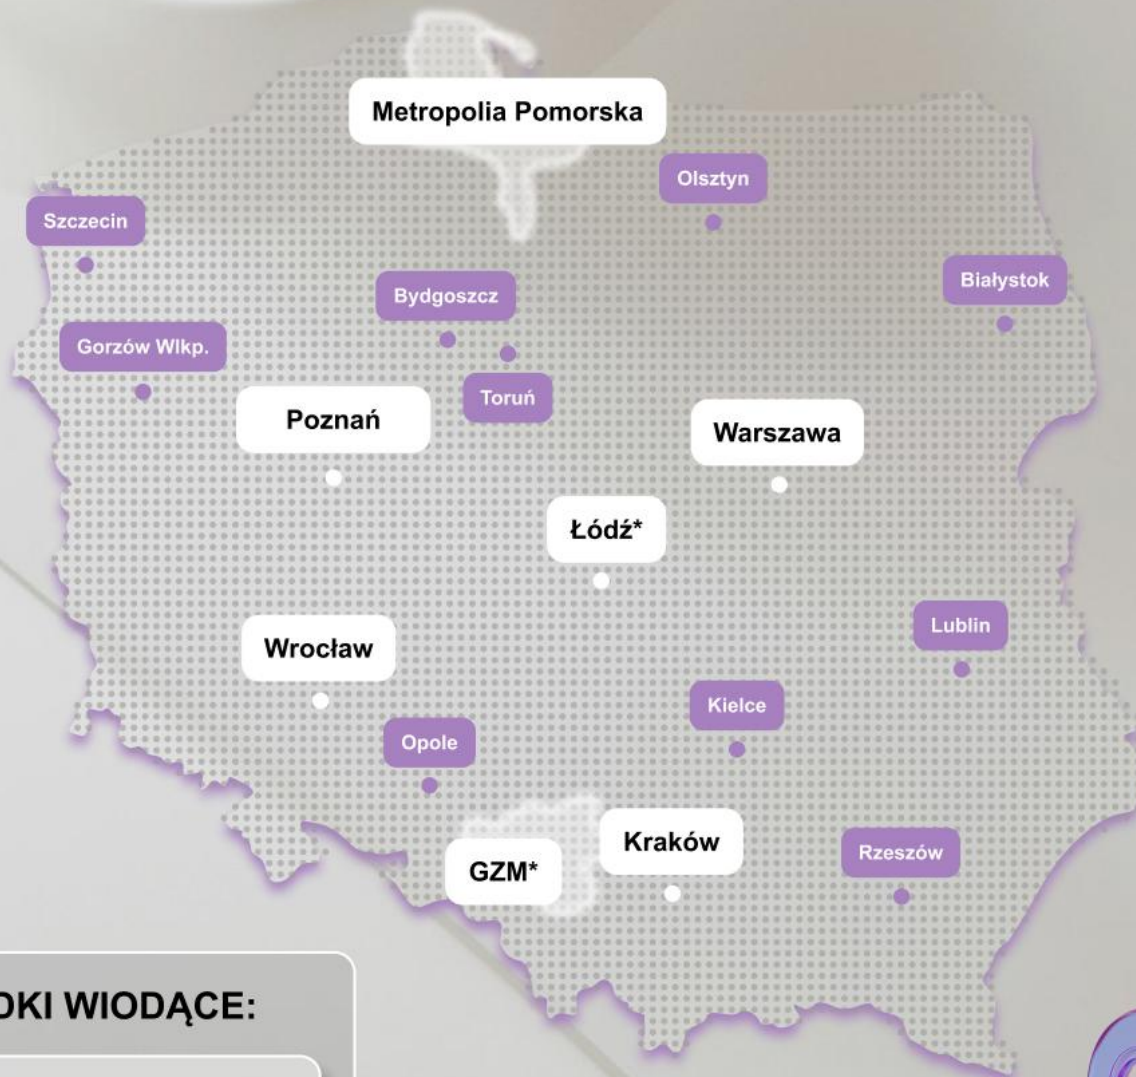 Metropolia Pomorska
Olsztyn
Szczecin
Białystok
Bydgoszcz
Gorzów Wlkp.
Toruń
Poznań
Warszawa
Łódź*
Lublin
Wrocław
Kielce
Opole
Kraków
Rzeszów
GZM*
WIODĄCE: